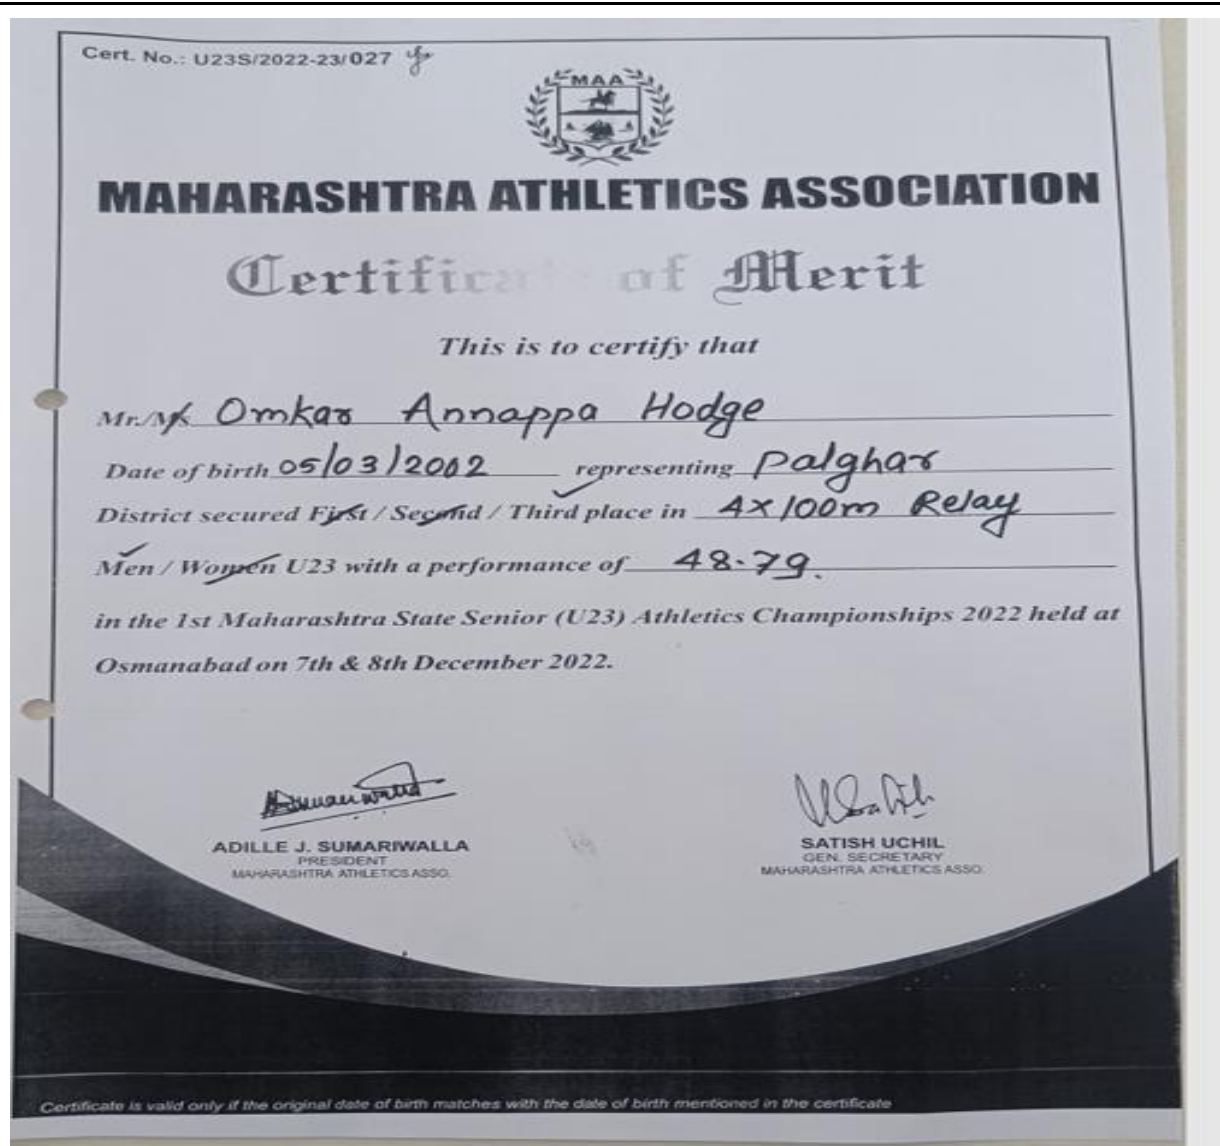 Cert. No.: U23S/2022-23/027
MAA
MAHARASHTRA ATHLETICS ASSOCIATION
Certificate of Merit
This is to certify that
Mr./Ms Omkar Annappa Hodge
Date of birth 05/03/2002 representing Palghar
District secured First / Second / Third place in 4x100m Relay
Men / Women U23 with a performance of 48.79.
in the 1st Maharashtra State Senior (U23) Athletics Championships 2022 held at
Osmanabad on 7th & 8th December 2022.
ADILLE J. SUMARIWALLA
PRESIDENT
MAHARASHTRA ATHLETICS ASSO.
SATISH UCHIL
GEN. SECRETARY
MAHARASHTRA ATHLETICS ASSO.
Certificate is valid only if the original date of birth matches with the date of birth mentioned in the certificate